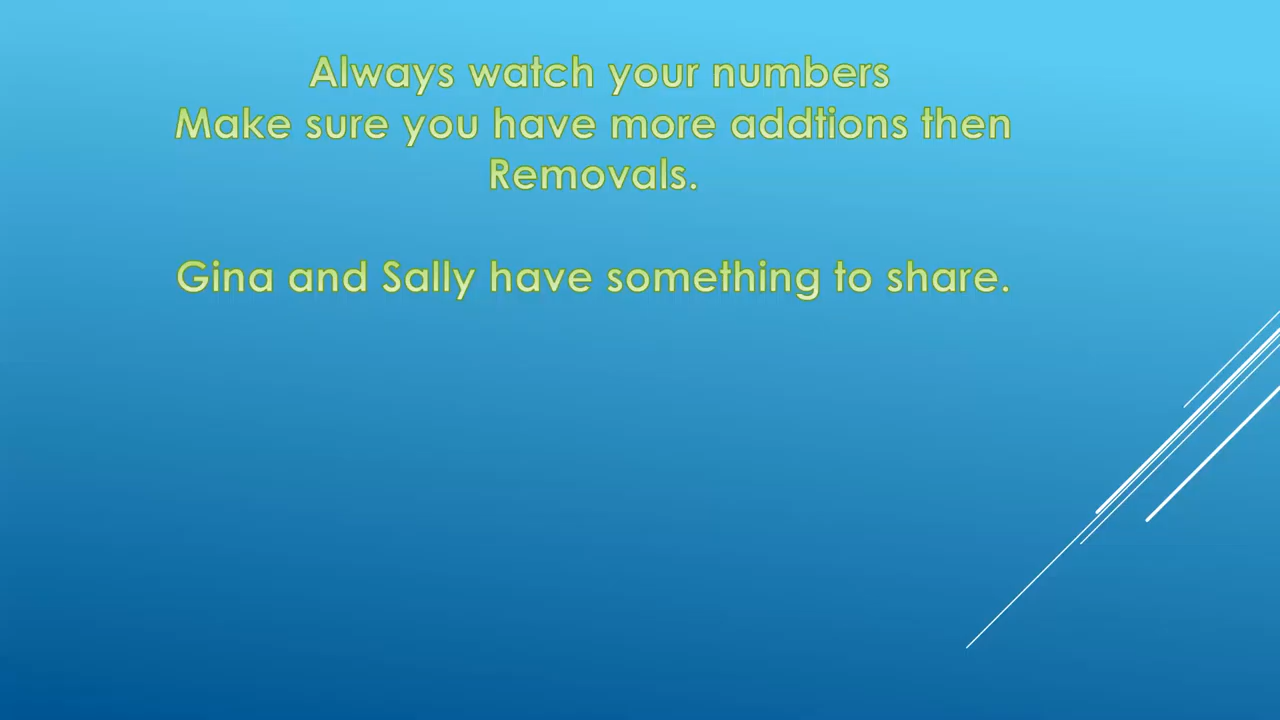 Always watch your numbers
Make sure you have more addtions then
Removals.
Gina and Sally have something to share.